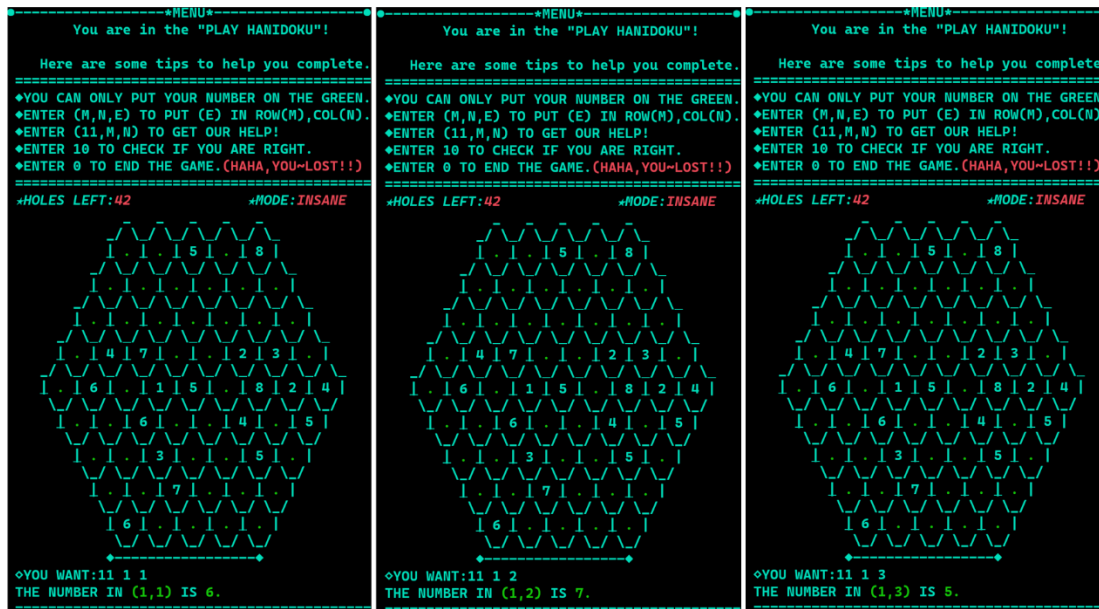 *MENU*
You are in the "PLAY HANIDOKU"!
Here are some tips to help you complete.
◆YOU CAN ONLY PUT YOUR NUMBER ON THE GREEN.
◆ENTER (M,N,E) TO PUT (E) IN ROW(M),COL(N).
◆ENTER (11,M,N) TO GET OUR HELP!
◆ENTER 10 TO CHECK IF YOU ARE RIGHT.
◆ENTER 0 TO END THE GAME.(HAHA,YOU~LOST!!)
★HOLES LEFT:42 ★MODE:INSANE
| . | . | 5 | . | 8 |
| . | . | . | . | . | . |
| . | . | . | . | . | . | . |
| . | 4 | 7 | . | . | 2 | 3 | . |
| . | 6 | . | 1 | 5 | . | 8 | 2 | 4 |
| . | . | 6 | . | . | 4 | . | 5 |
| . | . | 3 | . | . | 5 | . |
| . | . | 7 | . | . | . |
| 6 | . | . | . | . |
◇YOU WANT:11 1 1
THE NUMBER IN (1,1) IS 6.
*MENU*
You are in the "PLAY HANIDOKU"!
Here are some tips to help you complete.
◆YOU CAN ONLY PUT YOUR NUMBER ON THE GREEN.
◆ENTER (M,N,E) TO PUT (E) IN ROW(M),COL(N).
◆ENTER (11,M,N) TO GET OUR HELP!
◆ENTER 10 TO CHECK IF YOU ARE RIGHT.
◆ENTER 0 TO END THE GAME.(HAHA,YOU~LOST!!)
★HOLES LEFT:42 ★MODE:INSANE
| . | . | 5 | . | 8 |
| . | . | . | . | . | . |
| . | . | . | . | . | . | . |
| . | 4 | 7 | . | . | 2 | 3 | . |
| . | 6 | . | 1 | 5 | . | 8 | 2 | 4 |
| . | . | 6 | . | . | 4 | . | 5 |
| . | . | 3 | . | . | 5 | . |
| . | . | 7 | . | . | . |
| 6 | . | . | . | . |
◇YOU WANT:11 1 2
THE NUMBER IN (1,2) IS 7.
*MENU*
You are in the "PLAY HANIDOKU"!
Here are some tips to help you complete
◆YOU CAN ONLY PUT YOUR NUMBER ON THE GREEN
◆ENTER (M,N,E) TO PUT (E) IN ROW(M),COL(N)
◆ENTER (11,M,N) TO GET OUR HELP!
◆ENTER 10 TO CHECK IF YOU ARE RIGHT.
◆ENTER 0 TO END THE GAME.(HAHA,YOU~LOST!!)
★HOLES LEFT:42 ★MODE:INSANE
| . | . | 5 | . | 8 |
| . | . | . | . | . | . |
| . | . | . | . | . | . | . |
| . | 4 | 7 | . | . | 2 | 3 | . |
| . | 6 | . | 1 | 5 | . | 8 | 2 | 4 |
| . | . | 6 | . | . | 4 | . | 5 |
| . | . | 3 | . | . | 5 | . |
| . | . | 7 | . | . | . |
| 6 | . | . | . | . |
◇YOU WANT:11 1 3
THE NUMBER IN (1,3) IS 5.